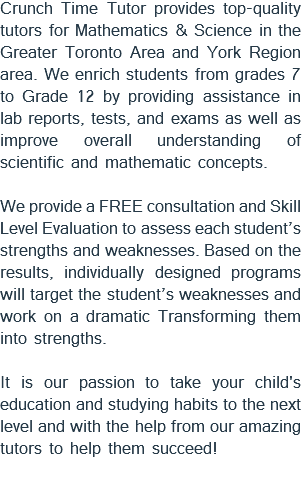 Crunch Time Tutor provides top-quality
tutors for Mathematics & Science in the
Greater Toronto Area and York Region
area. We enrich students from grades 7
to Grade 12 by providing assistance in
lab reports, tests, and exams as well as
improve overall understanding of
scientific and mathematic concepts.

We provide a FREE consultation and Skill
Level Evaluation to assess each student’s
strengths and weaknesses. Based on the
results, individually designed programs
will target the student’s weaknesses and
work on a dramatic Transforming them
into strengths.

It is our passion to take your child's
education and studying habits to the next
level and with the help from our amazing
tutors to help them succeed!